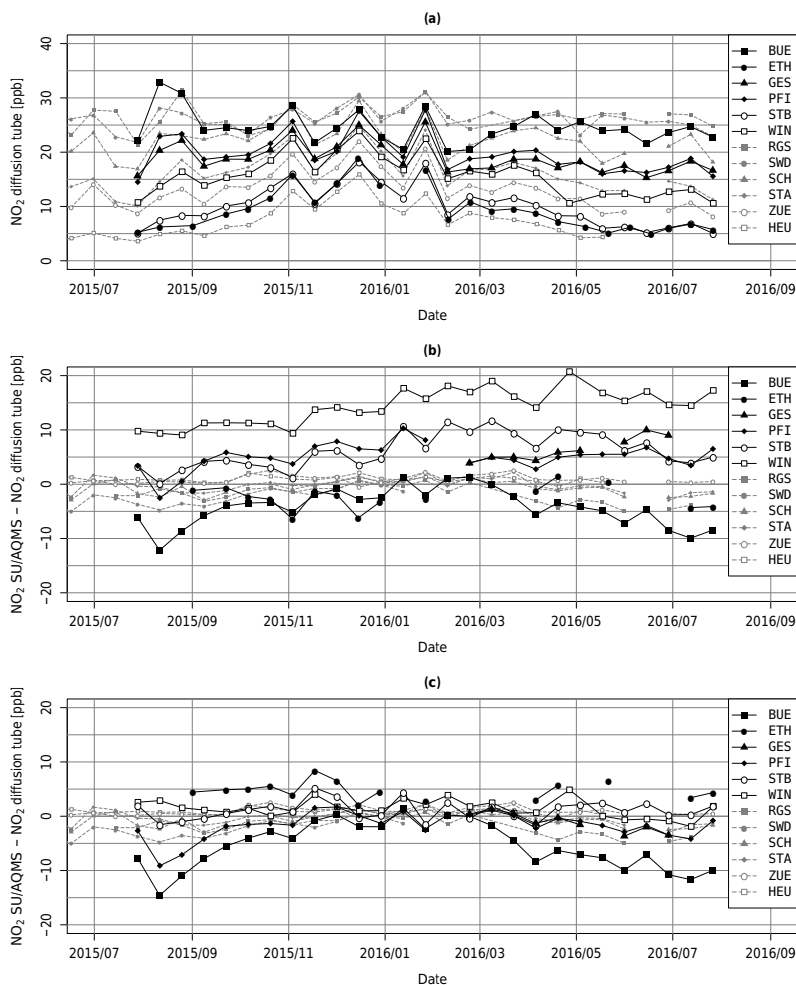 (a)
NO2 diffusion tube [ppb]
40
30
20
10
0
2015/07 2015/09 2015/11 2016/01 2016/03 2016/05 2016/07 2016/09
Date
BUE
ETH
GES
PFI
STB
WIN
RGS
SWD
SCH
STA
ZUE
HEU
(b)
NO2 SU/AQMS − NO2 diffusion tube [ppb]
20
10
0
−10
−20
2015/07 2015/09 2015/11 2016/01 2016/03 2016/05 2016/07 2016/09
Date
BUE
ETH
GES
PFI
STB
WIN
RGS
SWD
SCH
STA
ZUE
HEU
(c)
NO2 SU/AQMS − NO2 diffusion tube [ppb]
20
10
0
−10
−20
2015/07 2015/09 2015/11 2016/01 2016/03 2016/05 2016/07 2016/09
Date
BUE
ETH
GES
PFI
STB
WIN
RGS
SWD
SCH
STA
ZUE
HEU